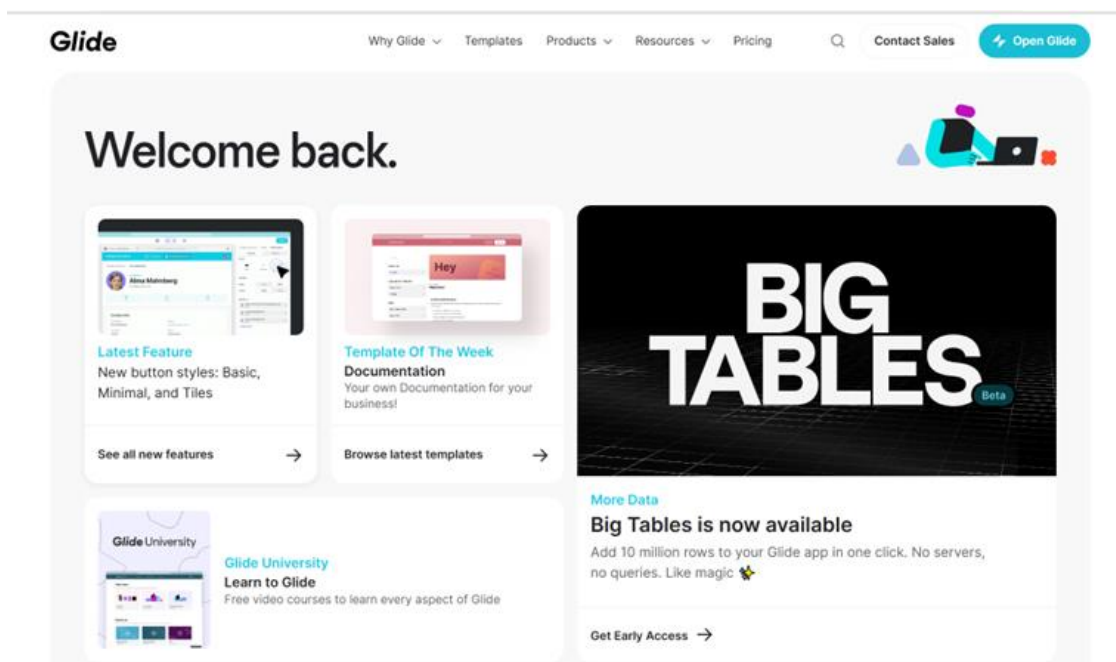 Glide
Why Glide
Templates
Products
Resources
Pricing
Contact Sales
Open Glide
Welcome back.
Alma Malmberg
Latest Feature
New button styles: Basic,
Minimal, and Tiles
See all new features
Hey
Template Of The Week
Documentation
Your own Documentation for your
business!
Browse latest templates
BIG
TABLES
Beta
More Data
Big Tables is now available
Add 10 million rows to your Glide app in one click. No servers,
no queries. Like magic
Get Early Access
Glide University
Glide University
Learn to Glide
Free video courses to learn every aspect of Glide